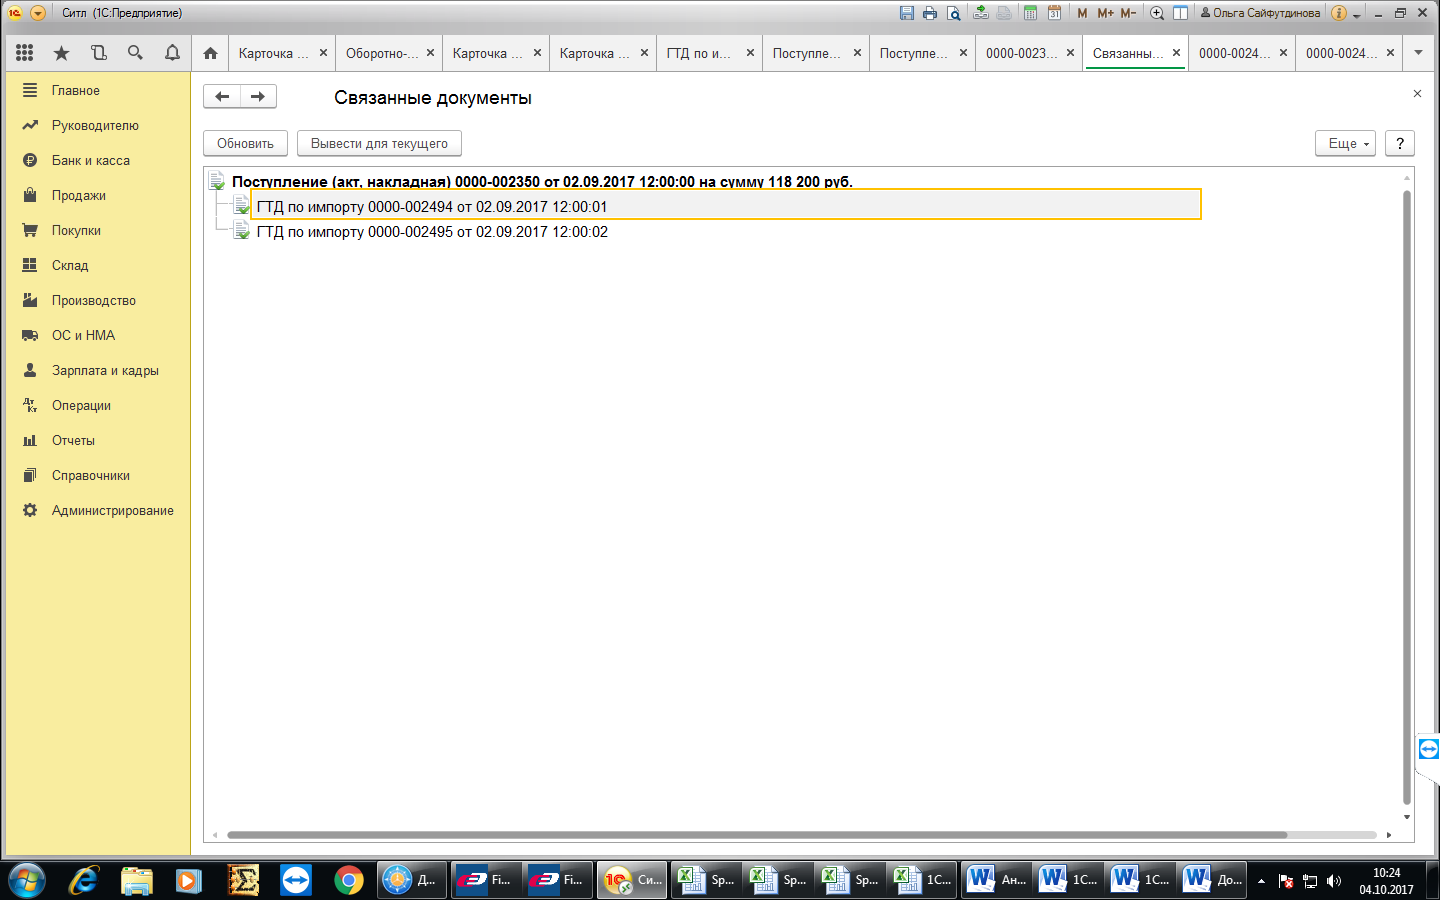 Ситл (1С:Предприятие)
M M+ M-
Ольга Сайфутдинова
Карточка ...
Оборотно-...
Карточка ...
Карточка ...
ГТД по и...
Поступле...
Поступле...
0000-0023...
Связанны...
0000-0024...
0000-0024...
Главное
Руководителю
Банк и касса
Продажи
Покупки
Склад
Производство
ОС и НМА
Зарплата и кадры
Операции
Отчеты
Справочники
Администрирование
Связанные документы
Обновить
Вывести для текущего
Еще
?
Поступление (акт, накладная) 0000-002350 от 02.09.2017 12:00:00 на сумму 118 200 руб.
ГТД по импорту 0000-002494 от 02.09.2017 12:00:01
ГТД по импорту 0000-002495 от 02.09.2017 12:00:02
Д...
Fi...
Fi...
Си...
Sp...
Sp...
Sp...
1С...
Ан...
1С...
1С...
До...
10:24
04.10.2017